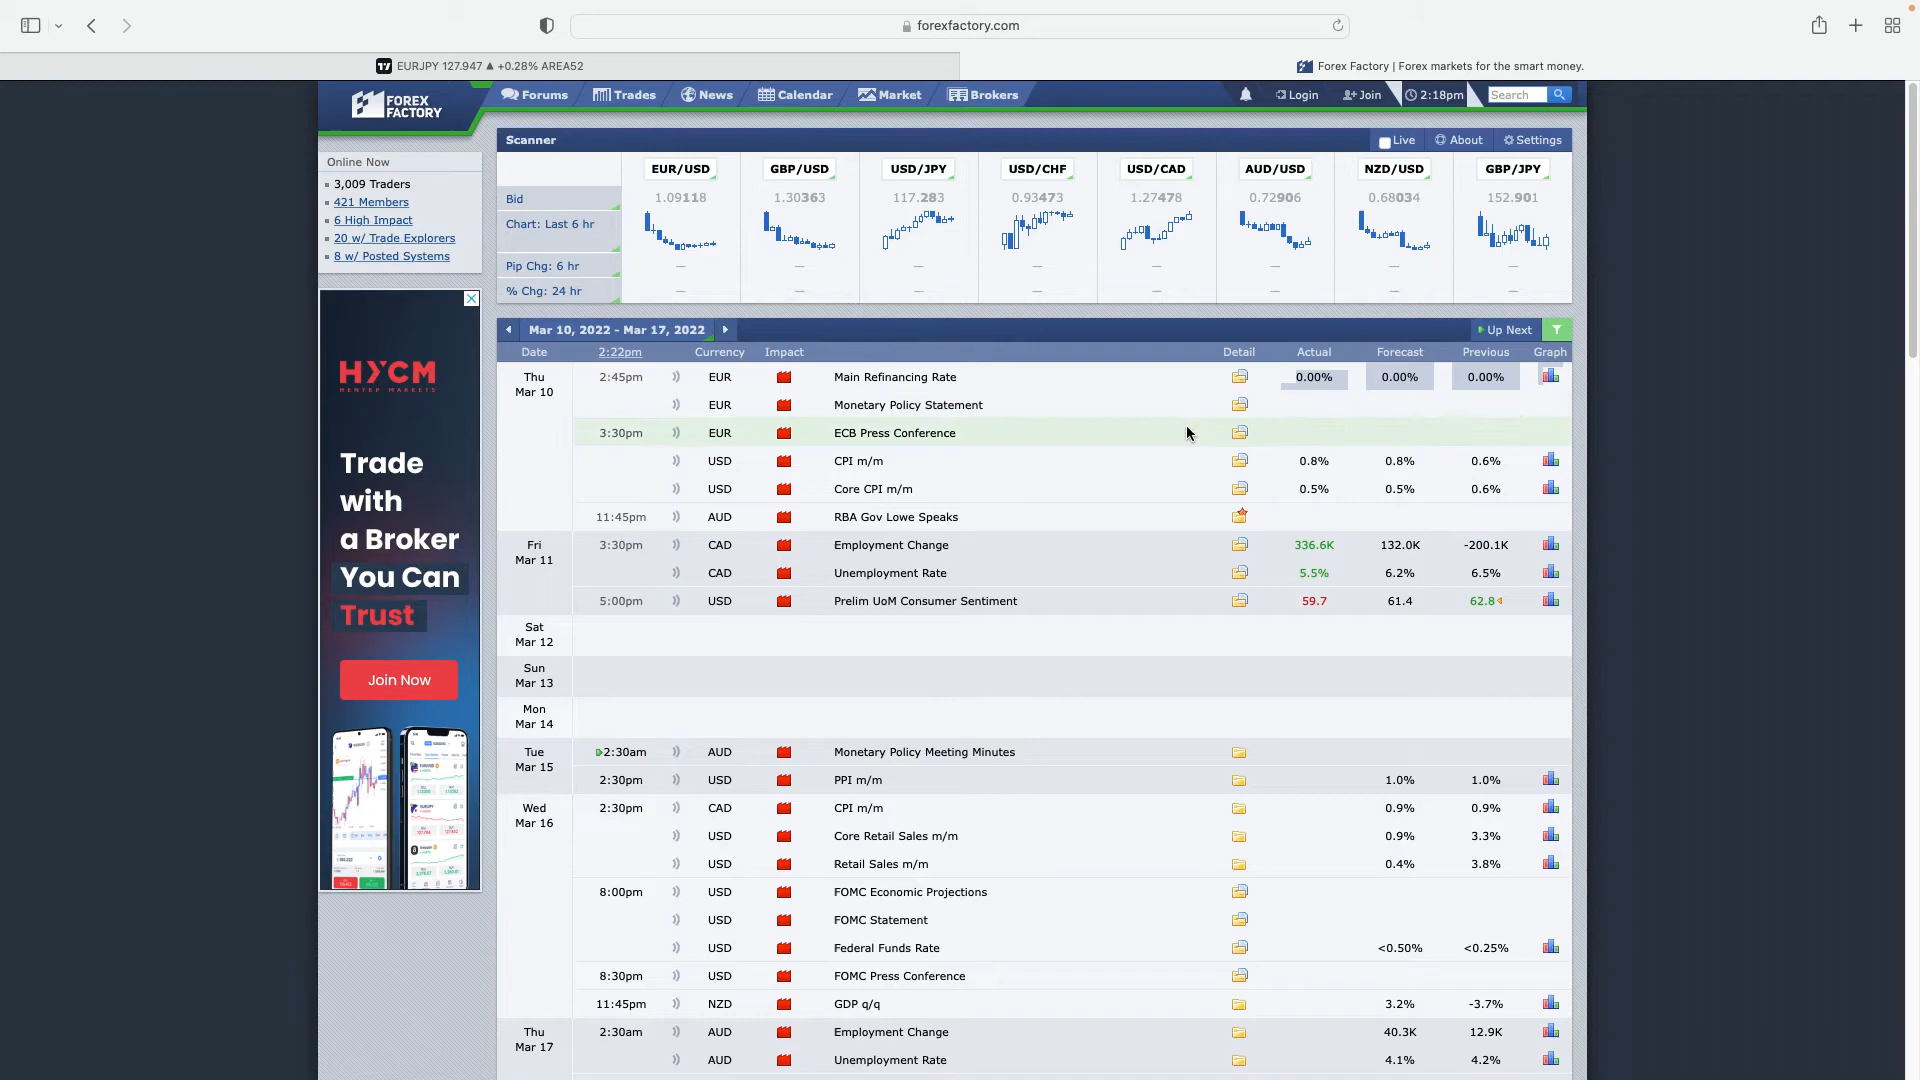 forexfactory.com
EURJPY 127.947 ▲ +0.28% AREA52
Forex Factory | Forex markets for the smart money.
FOREX FACTORY
Forums Trades News Calendar Market Brokers Login Join 2:18pm Search
Online Now
3,009 Traders
421 Members
6 High Impact
20 w/ Trade Explorers
8 w/ Posted Systems
HYCM
HENYEP MARKETS
Trade
with
a Broker
You Can
Trust
Join Now
Scanner Live About Settings
EUR/USD GBP/USD USD/JPY USD/CHF USD/CAD AUD/USD NZD/USD GBP/JPY
Bid 1.09118 1.30363 117.283 0.93473 1.27478 0.72906 0.68034 152.901
Chart: Last 6 hr
Pip Chg: 6 hr — — — — — — — —
% Chg: 24 hr — — — — — — — —
Mar 10, 2022 - Mar 17, 2022 Up Next
Date 2:22pm Currency Impact Detail Actual Forecast Previous Graph
Thu Mar 10 2:45pm EUR Main Refinancing Rate 0.00% 0.00% 0.00%
EUR Monetary Policy Statement
3:30pm EUR ECB Press Conference
USD CPI m/m 0.8% 0.8% 0.6%
USD Core CPI m/m 0.5% 0.5% 0.6%
11:45pm AUD RBA Gov Lowe Speaks
Fri Mar 11 3:30pm CAD Employment Change 336.6K 132.0K -200.1K
CAD Unemployment Rate 5.5% 6.2% 6.5%
5:00pm USD Prelim UoM Consumer Sentiment 59.7 61.4 62.8
Sat Mar 12
Sun Mar 13
Mon Mar 14
Tue Mar 15 2:30am AUD Monetary Policy Meeting Minutes
2:30pm USD PPI m/m 1.0% 1.0%
Wed Mar 16 2:30pm CAD CPI m/m 0.9% 0.9%
USD Core Retail Sales m/m 0.9% 3.3%
USD Retail Sales m/m 0.4% 3.8%
8:00pm USD FOMC Economic Projections
USD FOMC Statement
USD Federal Funds Rate <0.50% <0.25%
8:30pm USD FOMC Press Conference
11:45pm NZD GDP q/q 3.2% -3.7%
Thu Mar 17 2:30am AUD Employment Change 40.3K 12.9K
AUD Unemployment Rate 4.1% 4.2%